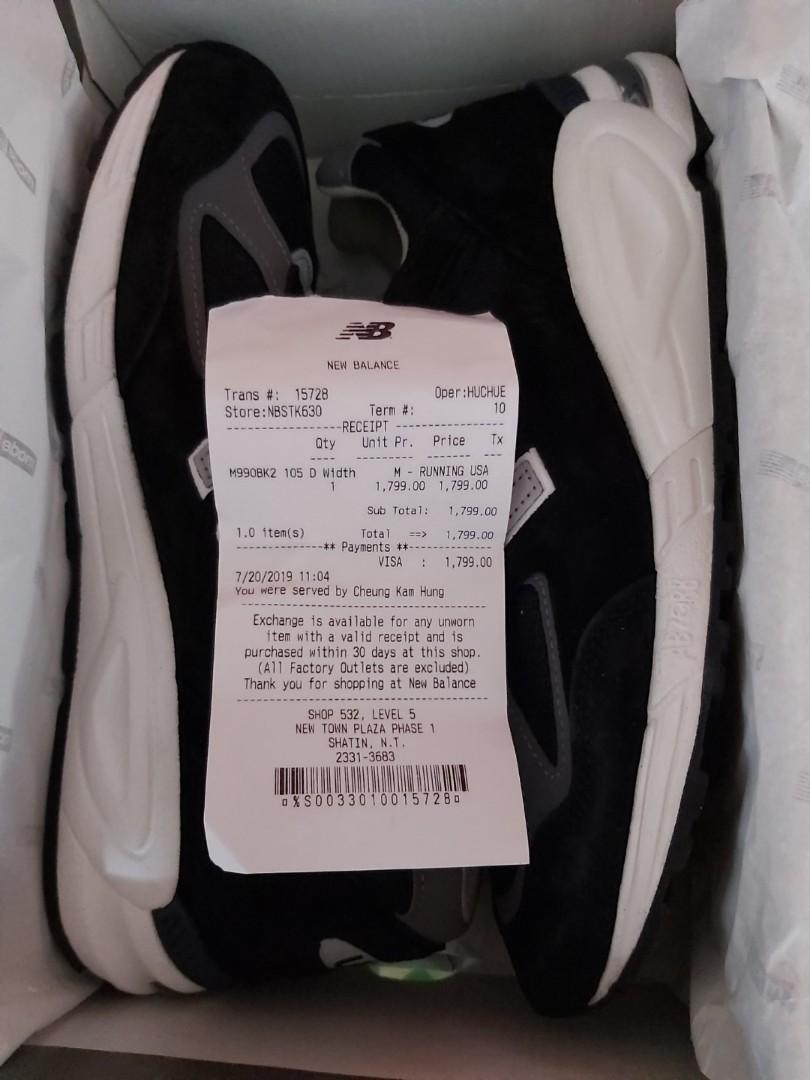 NB
NEW BALANCE
Trans #: 15728 Oper:HUCHUE
Store:NBSTK630 Term #: 10
RECEIPT
Qty Unit Pr. Price Tx
M990BK2 105 D Width M - RUNNING USA
1 1,799.00 1,799.00
Sub Total: 1,799.00
1.0 item(s) Total ==> 1,799.00
** Payments **
VISA : 1,799.00
7/20/2019 11:04
You were served by Cheung Kam Hung
Exchange is available for any unworn
item with a valid receipt and is
purchased within 30 days at this shop.
(All Factory Outlets are excluded)
Thank you for shopping at New Balance
SHOP 532, LEVEL 5
NEW TOWN PLAZA PHASE 1
SHATIN, N.T.
2331-3683
¤%S0033010015728¤
ABZORB